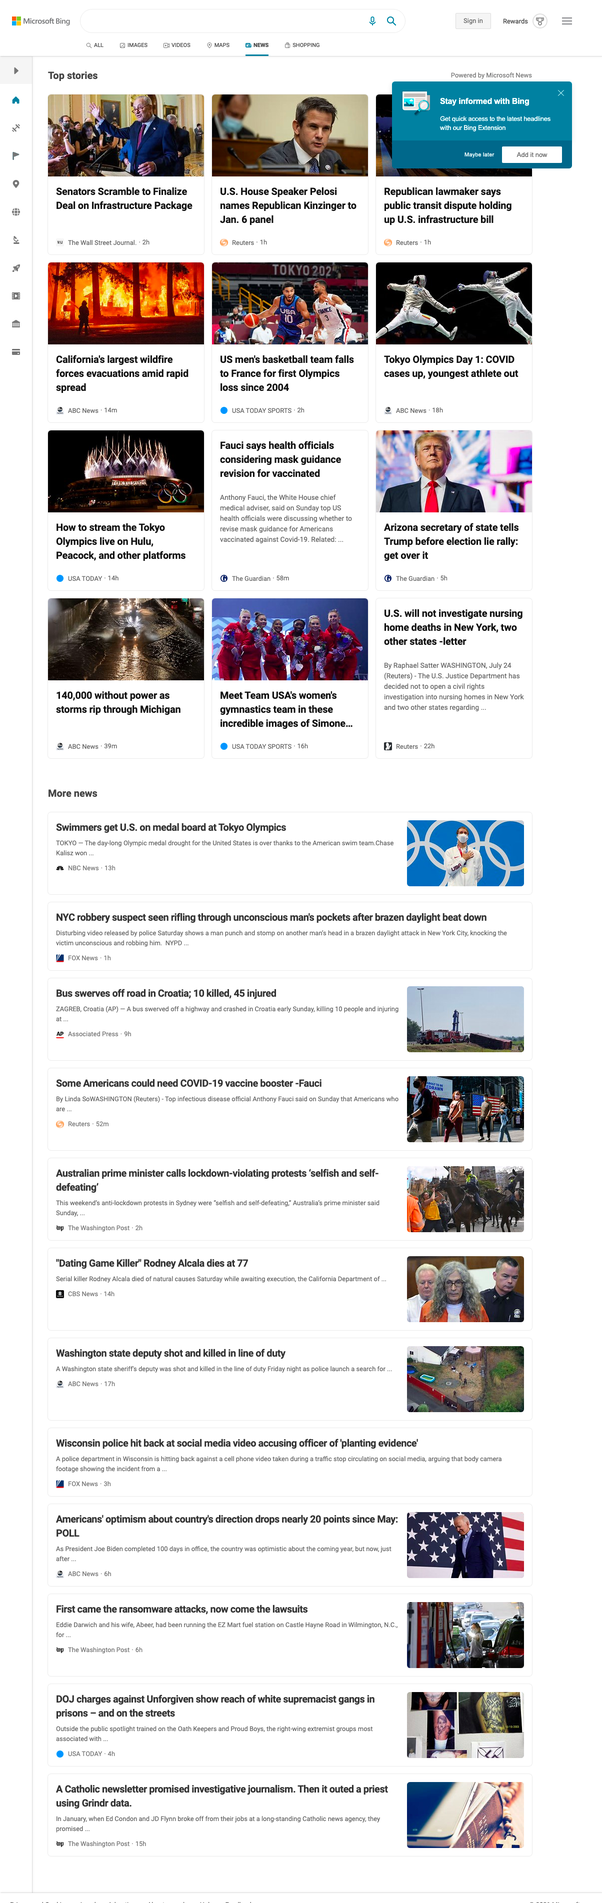 Microsoft Bing
Sign in
Rewards
ALL
IMAGES
VIDEOS
MAPS
NEWS
SHOPPING
Top stories
Powered by Microsoft News
Stay informed with Bing
Get quick access to the latest headlines
with our Bing Extension
Maybe later
Add it now
Senators Scramble to Finalize
Deal on Infrastructure Package
The Wall Street Journal. · 2h
U.S. House Speaker Pelosi
names Republican Kinzinger to
Jan. 6 panel
Reuters · 1h
Republican lawmaker says
public transit dispute holding
up U.S. infrastructure bill
Reuters · 1h
California's largest wildfire
forces evacuations amid rapid
spread
ABC News · 14m
TOKYO 202
USA
10
US men's basketball team falls
to France for first Olympics
loss since 2004
USA TODAY SPORTS · 2h
Tokyo Olympics Day 1: COVID
cases up, youngest athlete out
ABC News · 18h
How to stream the Tokyo
Olympics live on Hulu,
Peacock, and other platforms
USA TODAY · 14h
Fauci says health officials
considering mask guidance
revision for vaccinated
Anthony Fauci, the White House chief
medical adviser, said on Sunday top US
health officials were discussing whether to
revise mask guidance for Americans
vaccinated against Covid-19. Related: ...
The Guardian · 58m
Arizona secretary of state tells
Trump before election lie rally:
get over it
The Guardian · 5h
140,000 without power as
storms rip through Michigan
ABC News · 39m
Meet Team USA's women's
gymnastics team in these
incredible images of Simone...
USA TODAY SPORTS · 16h
U.S. will not investigate nursing
home deaths in New York, two
other states -letter
By Raphael Satter WASHINGTON, July 24
(Reuters) - The U.S. Justice Department has
decided not to open a civil rights
investigation into nursing homes in New York
and two other states regarding ...
Reuters · 22h
More news
Swimmers get U.S. on medal board at Tokyo Olympics
TOKYO — The day-long Olympic medal drought for the United States is over thanks to the American swim team.Chase
Kalisz won ...
NBC News · 13h
NYC robbery suspect seen rifling through unconscious man's pockets after brazen daylight beat down
Disturbing video released by police Saturday shows a man punch and stomp on another man's head in a brazen daylight attack in New York City, knocking the
victim unconscious and robbing him. NYPD ...
FOX News · 1h
Bus swerves off road in Croatia; 10 killed, 45 injured
ZAGREB, Croatia (AP) — A bus swerved off a highway and crashed in Croatia early Sunday, killing 10 people and injuring
at ...
AP Associated Press · 9h
Some Americans could need COVID-19 vaccine booster -Fauci
By Linda SoWASHINGTON (Reuters) - Top infectious disease official Anthony Fauci said on Sunday that Americans who
are ...
Reuters · 52m
Australian prime minister calls lockdown-violating protests ‘selfish and self-
defeating’
This weekend's anti-lockdown protests in Sydney were “selfish and self-defeating,” Australia's prime minister said
Sunday, ...
wp The Washington Post · 2h
"Dating Game Killer" Rodney Alcala dies at 77
Serial killer Rodney Alcala died of natural causes Saturday while awaiting execution, the California Department of ...
CBS News · 14h
Washington state deputy shot and killed in line of duty
A Washington state sheriff's deputy was shot and killed in the line of duty Friday night as police launch a search for ...
ABC News · 17h
Wisconsin police hit back at social media video accusing officer of 'planting evidence'
A police department in Wisconsin is hitting back against a cell phone video taken during a traffic stop circulating on social media, arguing that body camera
footage showing the incident from a ...
FOX News · 3h
Americans' optimism about country's direction drops nearly 20 points since May:
POLL
As President Joe Biden completed 100 days in office, the country was optimistic about the coming year, but now, just
after ...
ABC News · 6h
First came the ransomware attacks, now come the lawsuits
Eddie Darwich and his wife, Abeer, had been running the EZ Mart fuel station on Castle Hayne Road in Wilmington, N.C.,
for ...
wp The Washington Post · 6h
DOJ charges against Unforgiven show reach of white supremacist gangs in
prisons – and on the streets
Outside the public spotlight trained on the Oath Keepers and Proud Boys, the right-wing extremist groups most
associated with ...
USA TODAY · 4h
A Catholic newsletter promised investigative journalism. Then it outed a priest
using Grindr data.
In January, when Ed Condon and JD Flynn broke off from their jobs at a long-standing Catholic news agency, they
promised ...
wp The Washington Post · 15h